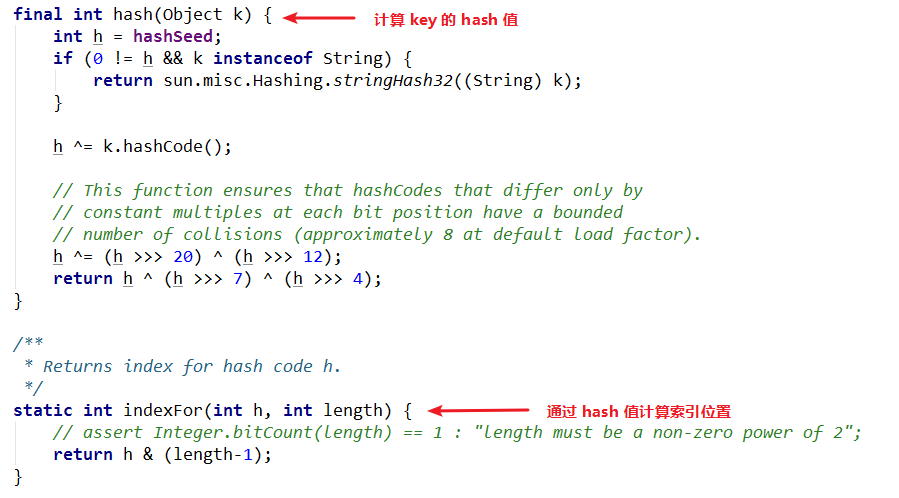 final int hash(Object k) { 计算 key 的 hash 值
    int h = hashSeed;
    if (0 != h && k instanceof String) {
        return sun.misc.Hashing.stringHash32((String) k);
    }
    h ^= k.hashCode();
    // This function ensures that hashCodes that differ only by
    // constant multiples at each bit position have a bounded
    // number of collisions (approximately 8 at default load factor).
    h ^= (h >>> 20) ^ (h >>> 12);
    return h ^ (h >>> 7) ^ (h >>> 4);
}
/**
 * Returns index for hash code h.
 */
static int indexFor(int h, int length) { 通过 hash 值计算索引位置
    // assert Integer.bitCount(length) == 1 : "length must be a non-zero power of 2";
    return h & (length-1);
}